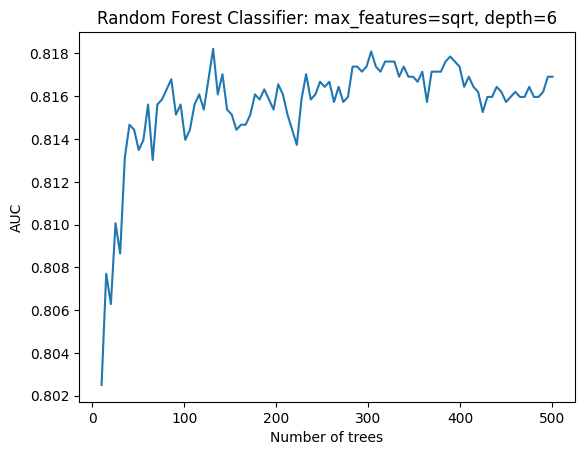 Random Forest Classifier: max_features=sqrt, depth=6
0.818
0.816
0.814
0.812
0.810
0.808
0.806
0.804
0.802
AUC
0 100 200 300 400 500
Number of trees